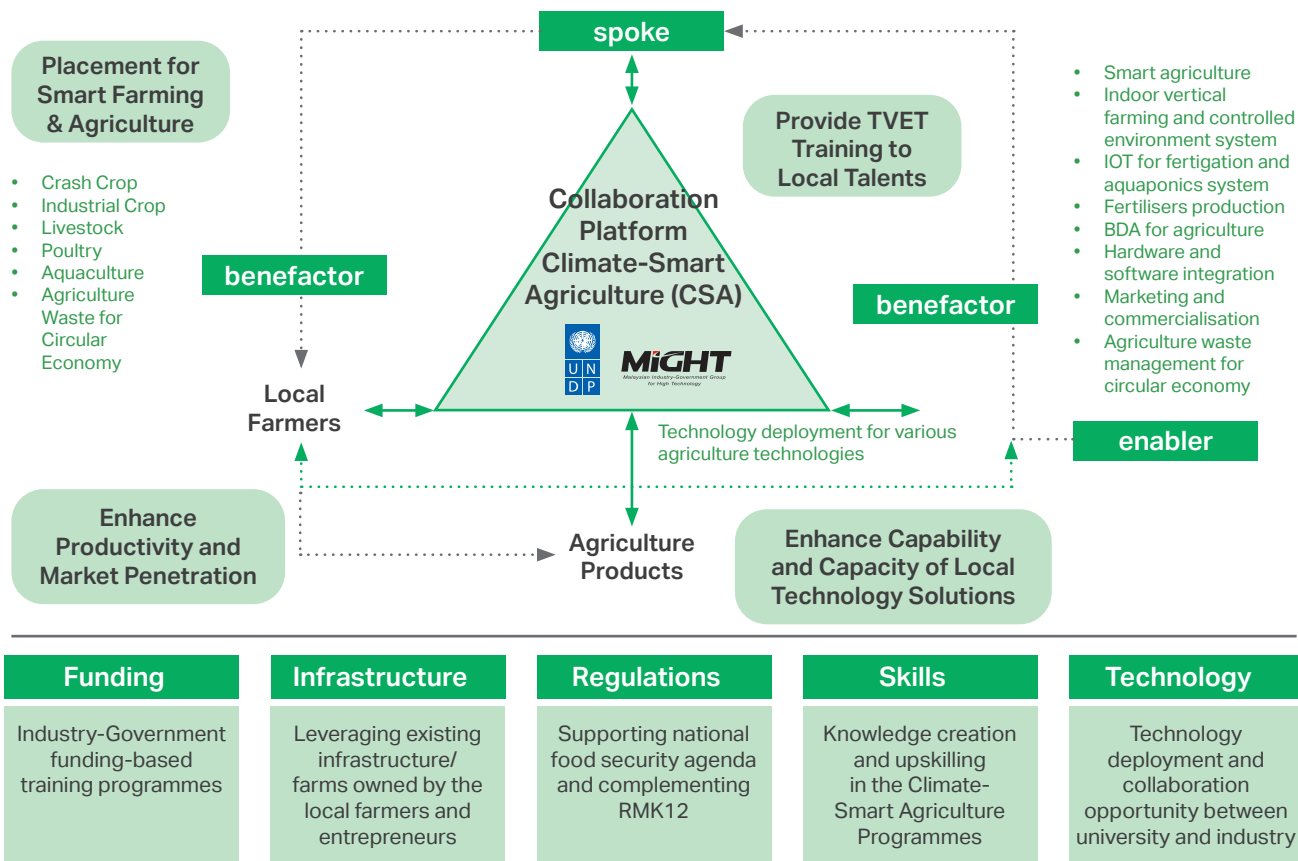 spoke
Placement for
Smart Farming
& Agriculture
• Crash Crop
• Industrial Crop
• Livestock
• Poultry
• Aquaculture
• Agriculture
Waste for
Circular
Economy
benefactor
Local
Farmers
Collaboration
Platform
Climate-Smart
Agriculture (CSA)
U N
D P
MiGHT
Malaysian Industry-Government Group
for High Technology
Provide TVET
Training to
Local Talents
benefactor
• Smart agriculture
• Indoor vertical
farming and controlled
environment system
• IOT for fertigation and
aquaponics system
• Fertilisers production
• BDA for agriculture
• Hardware and
software integration
• Marketing and
commercialisation
• Agriculture waste
management for
circular economy
enabler
Technology deployment for various
agriculture technologies
Enhance
Productivity and
Market Penetration
Agriculture
Products
Enhance Capability
and Capacity of Local
Technology Solutions
Funding
Industry-Government
funding-based
training programmes
Infrastructure
Leveraging existing
infrastructure/
farms owned by the
local farmers and
entrepreneurs
Regulations
Supporting national
food security agenda
and complementing
RMK12
Skills
Knowledge creation
and upskilling
in the Climate-
Smart Agriculture
Programmes
Technology
Technology
deployment and
collaboration
opportunity between
university and industry